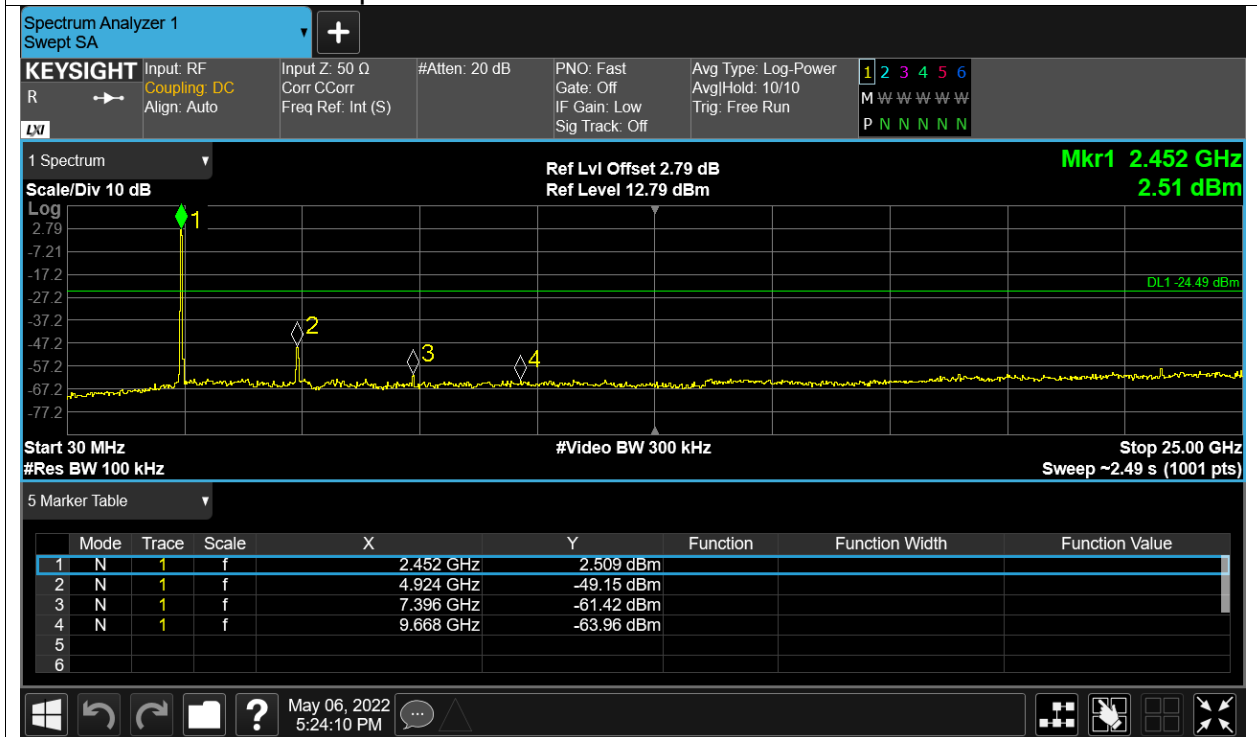 Spectrum Analyzer 1
Swept SA
+
KEYSIGHT Input: RF Input Z: 50 Ω #Atten: 20 dB PNO: Fast Avg Type: Log-Power 1 2 3 4 5 6
R Coupling: DC Corr CCorr Gate: Off Avg|Hold: 10/10 M W W W W W
Align: Auto Freq Ref: Int (S) IF Gain: Low Trig: Free Run P N N N N N
LXI Sig Track: Off
1 Spectrum Ref Lvl Offset 2.79 dB Mkr1 2.452 GHz
Scale/Div 10 dB Ref Level 12.79 dBm 2.51 dBm
Log
1
2.79
-7.21
-17.2
DL1 -24.49 dBm
-27.2
-37.2
2
-47.2
3
-57.2
4
-67.2
-77.2
Start 30 MHz #Video BW 300 kHz Stop 25.00 GHz
#Res BW 100 kHz Sweep ~2.49 s (1001 pts)
5 Marker Table
Mode Trace Scale X Y Function Function Width Function Value
1 N 1 f 2.452 GHz 2.509 dBm
2 N 1 f 4.924 GHz -49.15 dBm
3 N 1 f 7.396 GHz -61.42 dBm
4 N 1 f 9.668 GHz -63.96 dBm
5
6
? May 06, 2022
5:24:10 PM